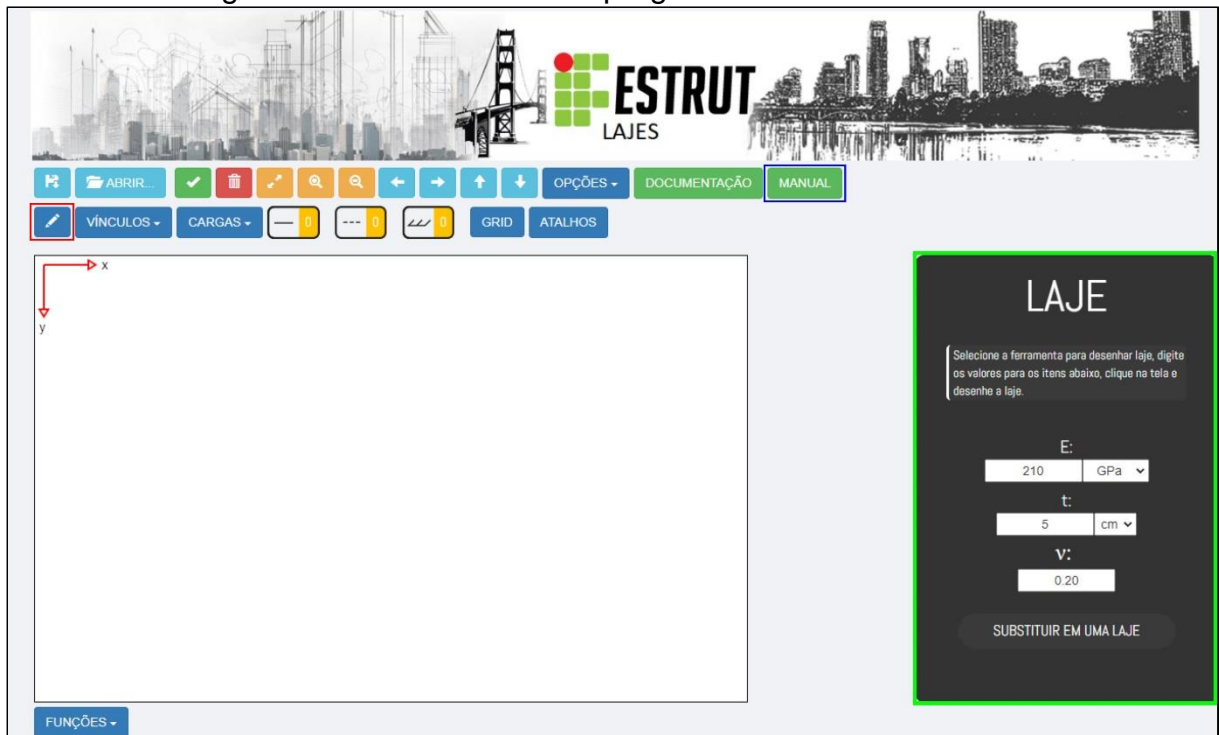 ESTRUT
LAJES
ABRIR...
OPÇÕES
DOCUMENTAÇÃO
MANUAL
VÍNCULOS
CARGAS
0
0
0
GRID
ATALHOS
x
y
LAJE
Selecione a ferramenta para desenhar laje, digite
os valores para os itens abaixo, clique na tela e
desenhe a laje.
E:
210 GPa
t:
5 cm
ν:
0.20
SUBSTITUIR EM UMA LAJE
FUNÇÕES